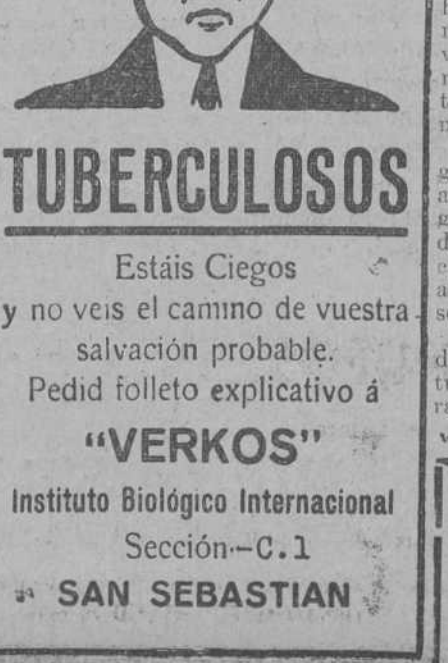 TUBERCULOSOS
Estáis Ciegos
y no veis el camino de vuestra
salvación probable.
Pedid folleto explicativo á
"VERKOS"
Instituto Biológico Internacional
Sección-C.1
SAN SEBASTIAN